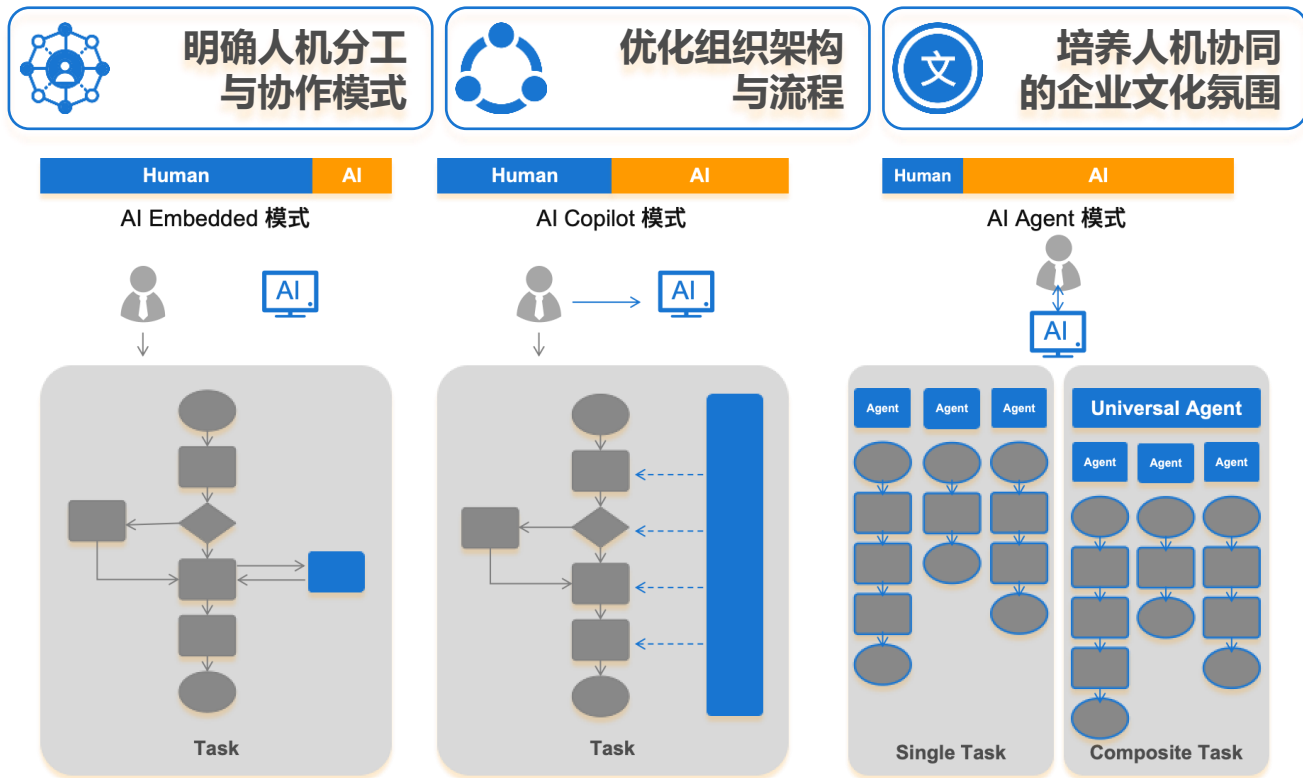 明确人机分工
与协作模式
优化组织架构
与流程
文
培养人机协同
的企业文化氛围
Human
AI
Human
AI
Human
AI
AI Embedded 模式
AI Copilot 模式
AI Agent 模式
AI
AI
AI
Agent
Agent
Agent
Universal Agent
Agent
Agent
Agent
Task
Task
Single Task
Composite Task